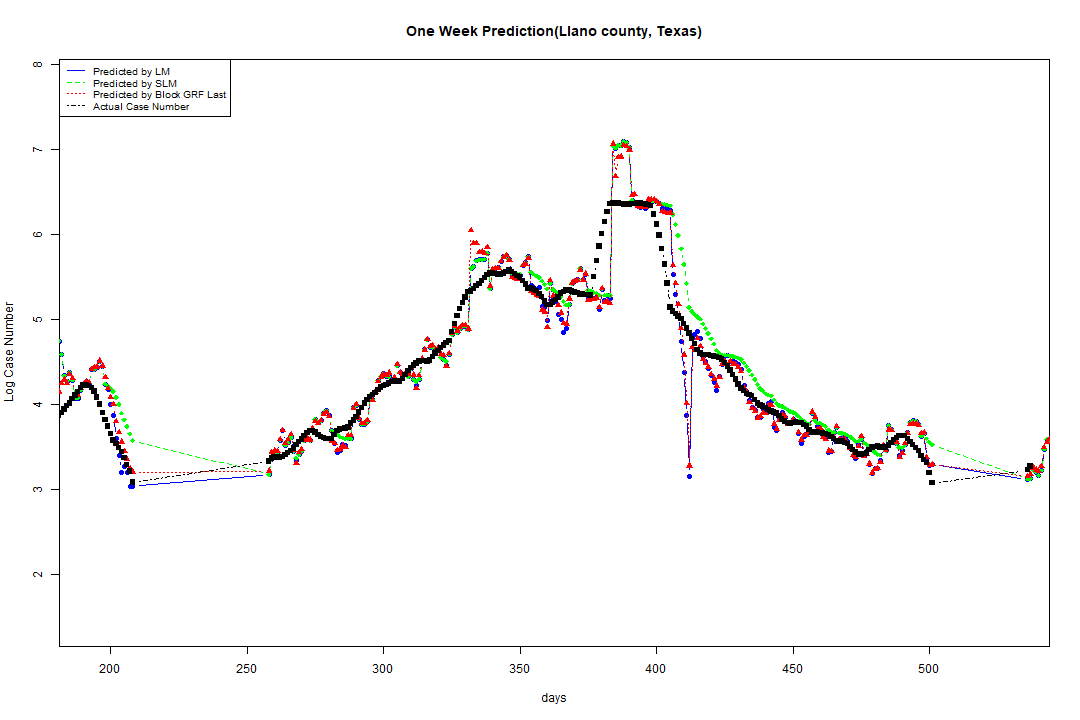 One Week Prediction(Llano county, Texas)
Predicted by LM
Predicted by SLM
Predicted by Block GRF Last
Actual Case Number
Log Case Number
8
7
6
5
4
3
2
200 250 300 350 400 450 500
days